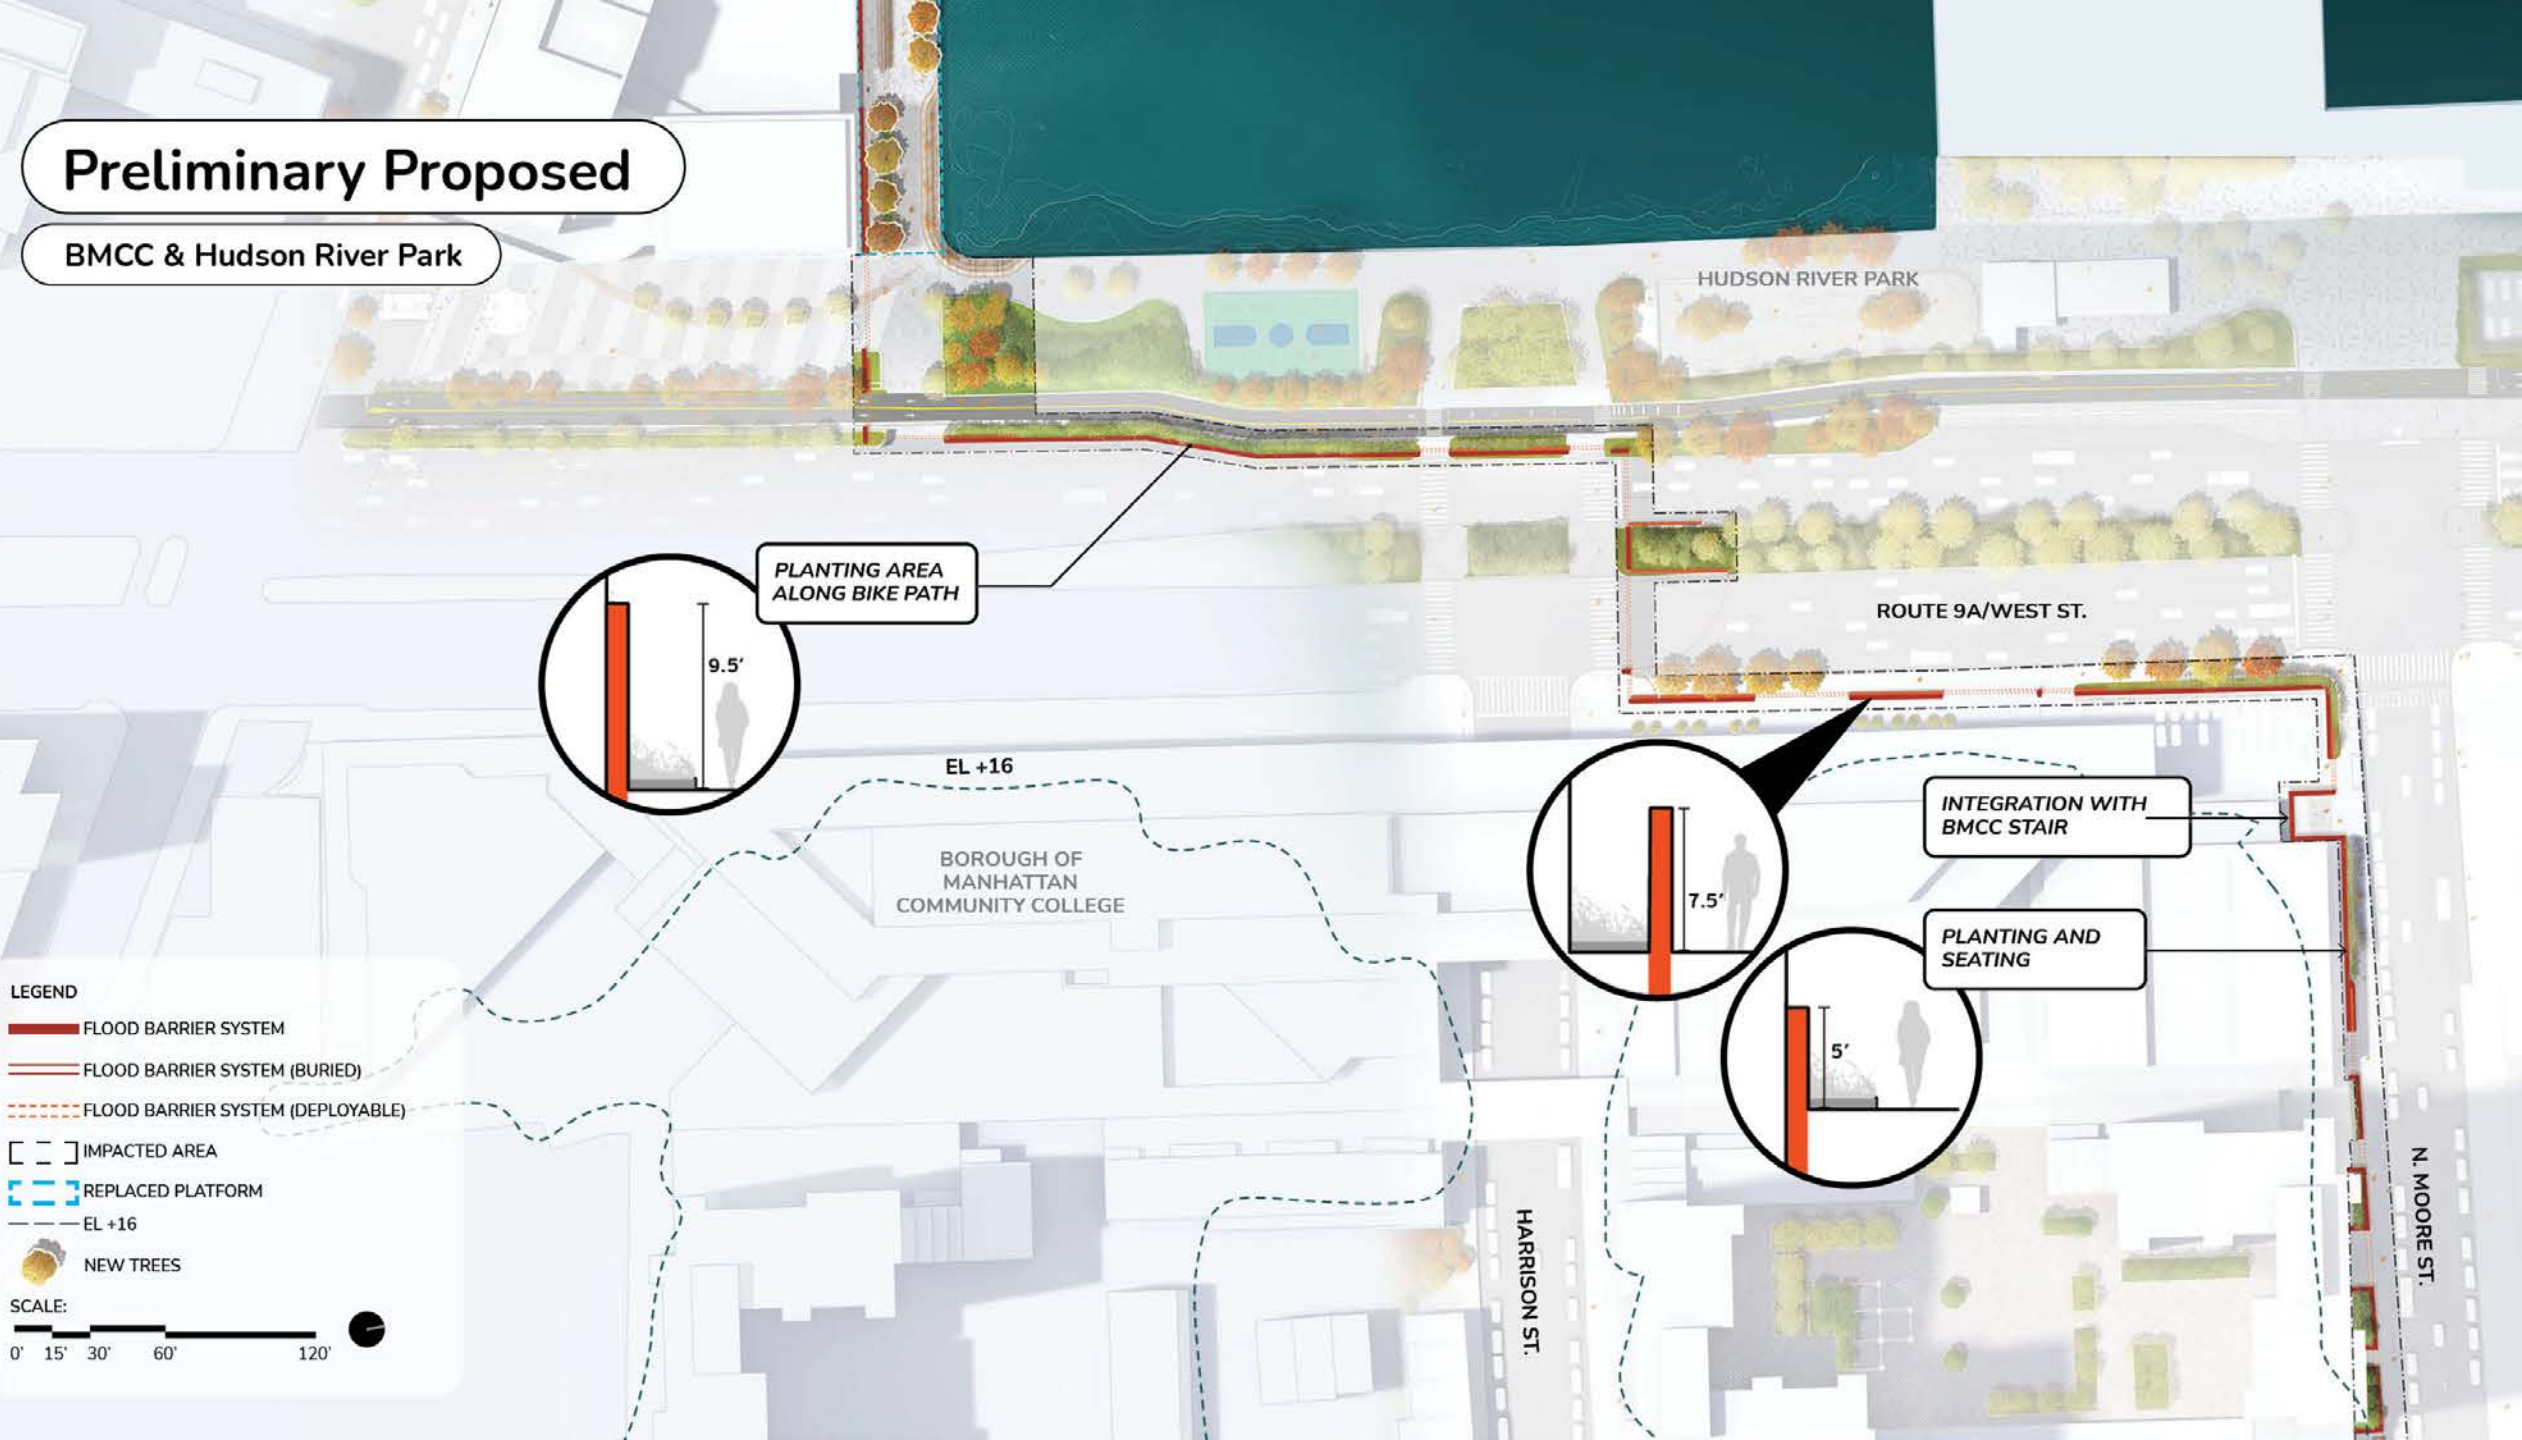 Preliminary Proposed
BMCC & Hudson River Park
HUDSON RIVER PARK
PLANTING AREA
ALONG BIKE PATH
9.5'
ROUTE 9A/WEST ST.
EL +16
BOROUGH OF
MANHATTAN
COMMUNITY COLLEGE
7.5'
INTEGRATION WITH
BMCC STAIR
PLANTING AND
SEATING
5'
HARRISON ST.
N. MOORE ST.
LEGEND
FLOOD BARRIER SYSTEM
FLOOD BARRIER SYSTEM (BURIED)
FLOOD BARRIER SYSTEM (DEPLOYABLE)
IMPACTED AREA
REPLACED PLATFORM
EL +16
NEW TREES
SCALE:
0' 15' 30' 60' 120'